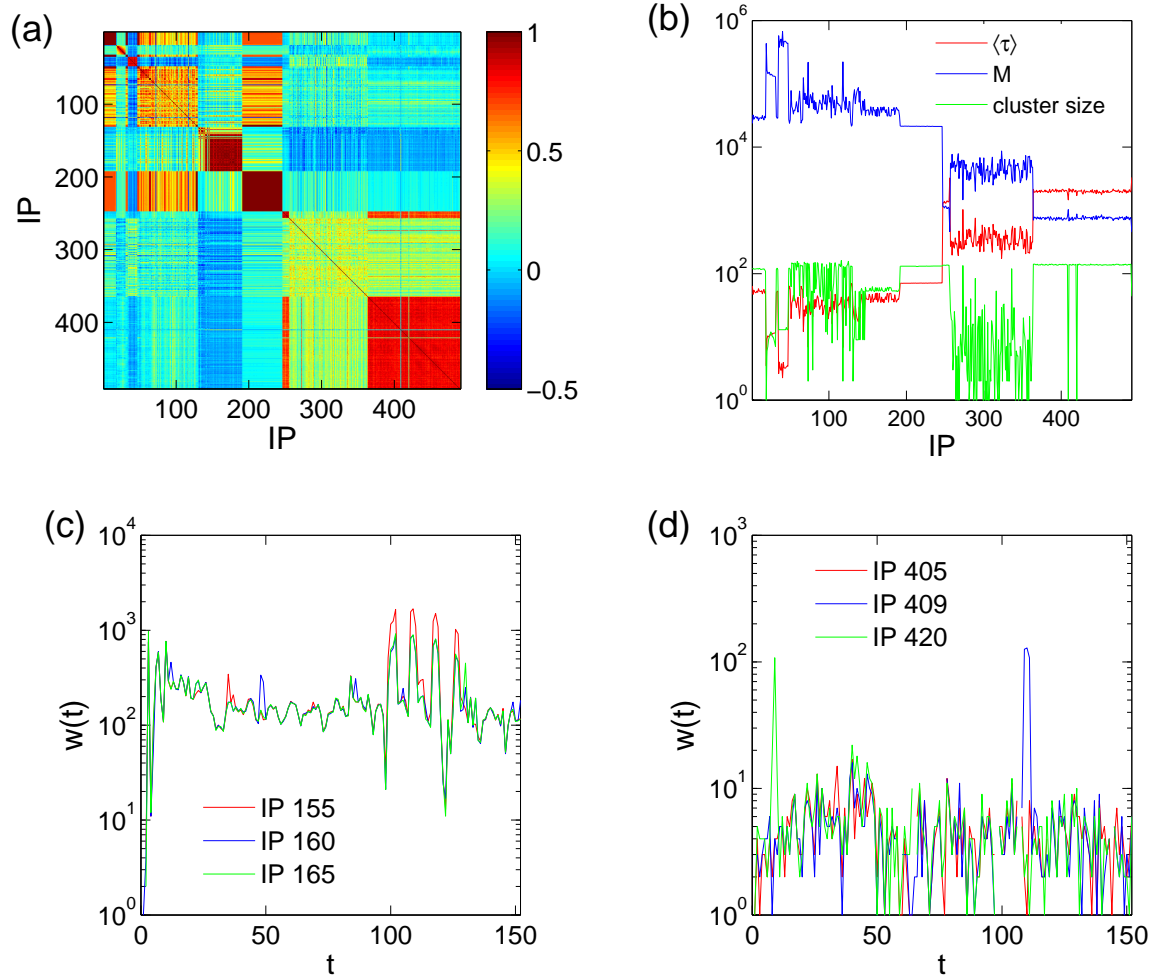 (a)
IP
100
200
300
400
100 200 300 400
IP
1
0.5
0
−0.5
(b)
10^6
10^4
10^2
10^0
⟨τ⟩
M
cluster size
100 200 300 400
IP
(c)
w(t)
10^4
10^3
10^2
10^1
10^0
IP 155
IP 160
IP 165
0 50 100 150
t
(d)
w(t)
10^3
10^2
10^1
10^0
IP 405
IP 409
IP 420
0 50 100 150
t